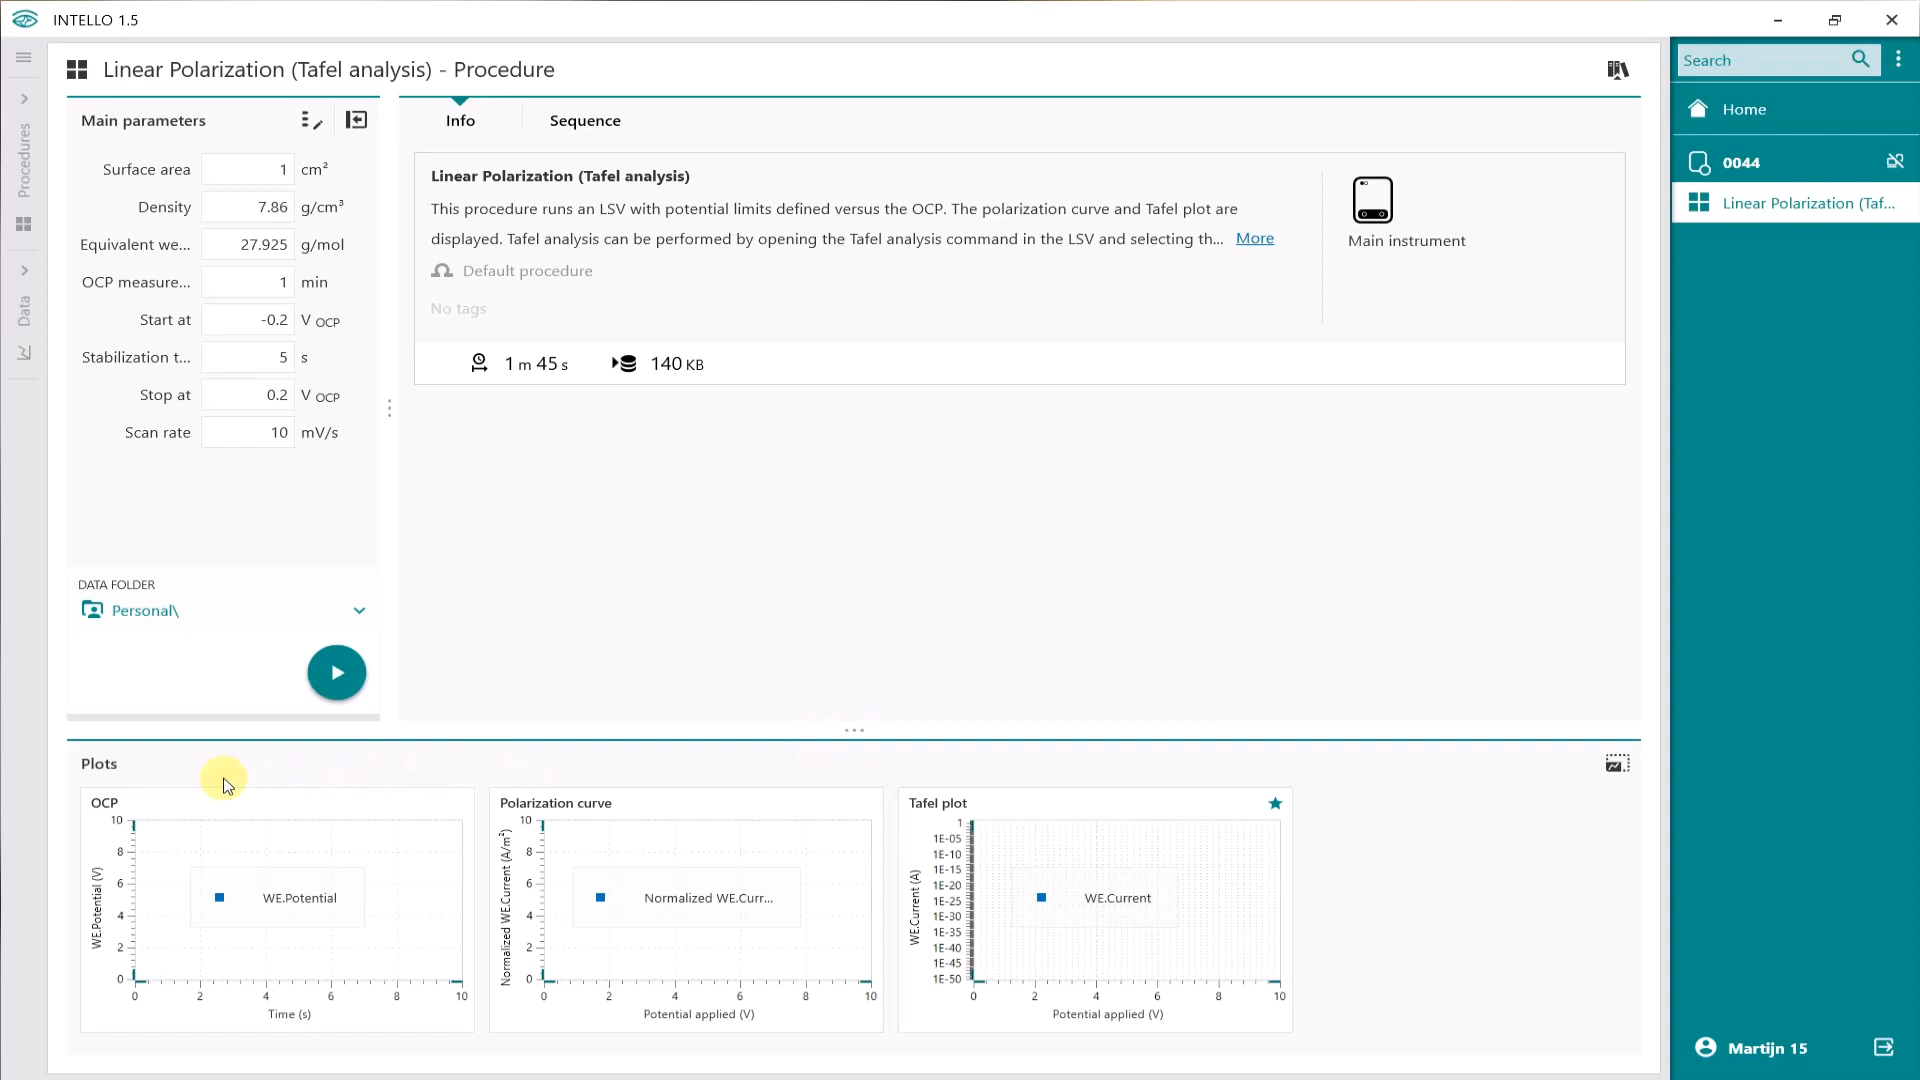 INTELLO 1.5
Linear Polarization (Tafel analysis) - Procedure
Search
Home
0044
Linear Polarization (Taf...
Procedures
Data
Main parameters
Surface area 1 cm²
Density 7.86 g/cm³
Equivalent we... 27.925 g/mol
OCP measure... 1 min
Start at -0.2 V OCP
Stabilization t... 5 s
Stop at 0.2 V OCP
Scan rate 10 mV/s
DATA FOLDER
Personal\
Info Sequence
Linear Polarization (Tafel analysis)
This procedure runs an LSV with potential limits defined versus the OCP. The polarization curve and Tafel plot are
displayed. Tafel analysis can be performed by opening the Tafel analysis command in the LSV and selecting th... More
Default procedure
No tags
Main instrument
1 m 45 s 140 KB
Plots
OCP
WE.Potential (V)
10
8
6
4
2
0
WE.Potential
0 2 4 6 8 10
Time (s)
Polarization curve
Normalized WE.Current (A/m²)
10
8
6
4
2
0
Normalized WE.Curr...
0 2 4 6 8 10
Potential applied (V)
Tafel plot
WE.Current (A)
1
1E-05
1E-10
1E-15
1E-20
1E-25
1E-30
1E-35
1E-40
1E-45
1E-50
WE.Current
0 2 4 6 8 10
Potential applied (V)
Martijn 15